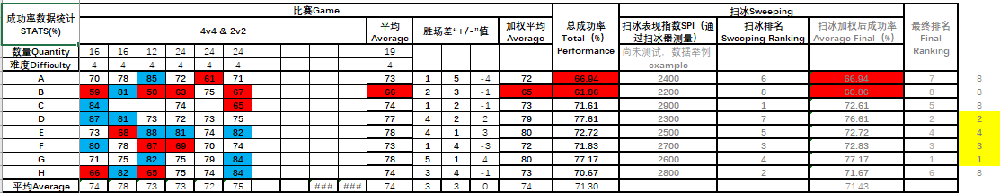 成功率数据统计 STATS(%) 比赛Game 扫冰Sweeping
4v4 & 2v2 平均 Average 胜场差“+/-”值 加权平均 Average 总成功率 Total（%) Performance 扫冰表现指数SPI（通过扫冰器测量） 扫冰排名 Sweeping Ranking 扫冰加权后成功率 Average Final（%） 最终排名 Final Ranking
数量Quantity 16 16 12 24 24 24 19 尚未测试，数据举例 example
难度Difficulty 4 4 4 4 4 4 4
A 70 78 85 72 61 71 73 1 5 -4 72 66.94 2400 6 66.94 7 8
B 59 81 50 63 75 67 66 2 3 -1 65 61.86 2200 8 60.86 8 8
C 84 74 65 74 1 2 -1 73 71.61 2900 1 72.61 5 8
D 87 81 73 72 73 75 77 4 2 2 79 77.61 2300 7 76.61 2 2
E 73 68 88 81 74 82 78 4 1 3 80 72.72 2500 5 72.72 4 4
F 80 78 67 69 70 74 73 1 4 -3 72 71.83 2700 3 72.83 3 3
G 71 75 82 75 79 84 78 5 1 4 80 77.17 2600 4 77.17 1 1
H 66 82 65 75 74 84 74 3 4 -1 73 70.67 2800 2 71.67 6 8
平均Average 74 78 73 73 72 75 ### ### 74 3 3 0 74 71.30 71.43